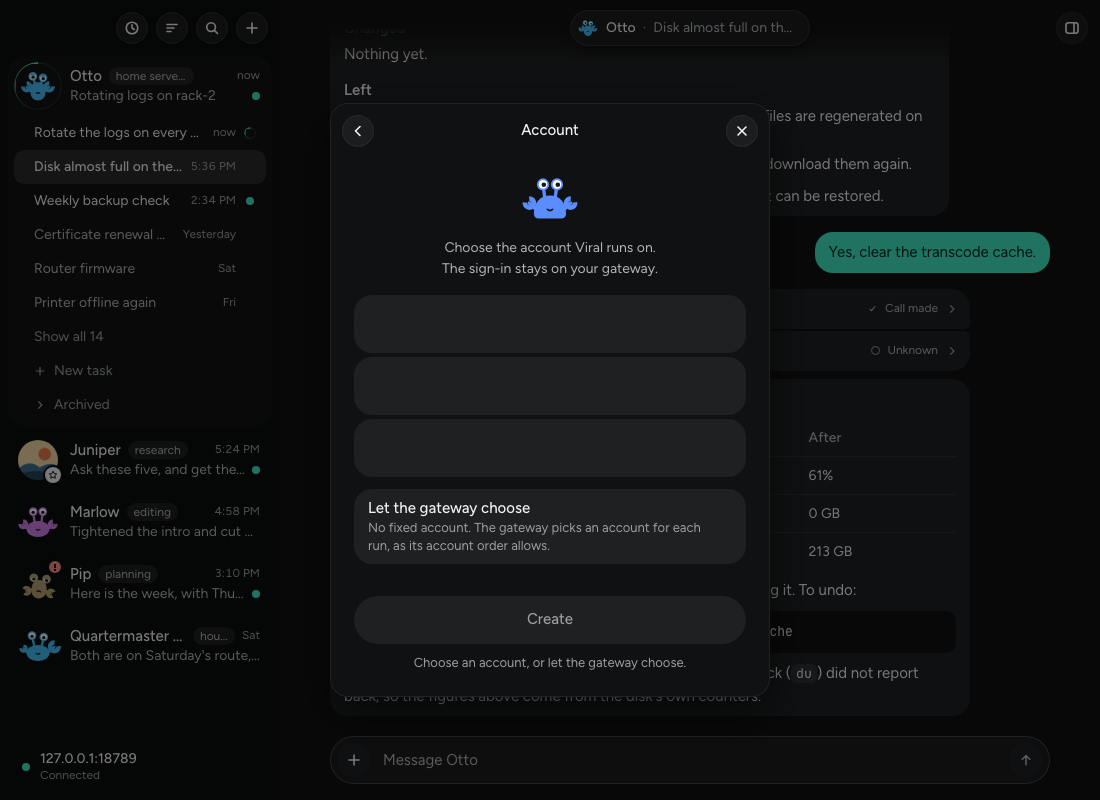 Otto · Disk almost full on th...
Otto home serve... now
Rotating logs on rack-2
Rotate the logs on every ... now
Disk almost full on the... 5:36 PM
Weekly backup check 2:34 PM
Certificate renewal ... Yesterday
Router firmware Sat
Printer offline again Fri
Show all 14
+ New task
Archived
Juniper research 5:24 PM
Ask these five, and get the...
Marlow editing 4:58 PM
Tightened the intro and cut ...
Pip planning 3:10 PM
Here is the week, with Thu...
Quartermaster ... hou... Sat
Both are on Saturday's route,...
127.0.0.1:18789
Connected
Nothing yet.
Left
files are regenerated on
download them again.
can be restored.
Yes, clear the transcode cache.
Call made
Unknown
After
61%
0 GB
213 GB
it. To undo:
du ) did not report
back, so the figures above come from the disk's own counters.
Message Otto
Account
Choose the account Viral runs on.
The sign-in stays on your gateway.
Let the gateway choose
No fixed account. The gateway picks an account for each
run, as its account order allows.
Create
Choose an account, or let the gateway choose.